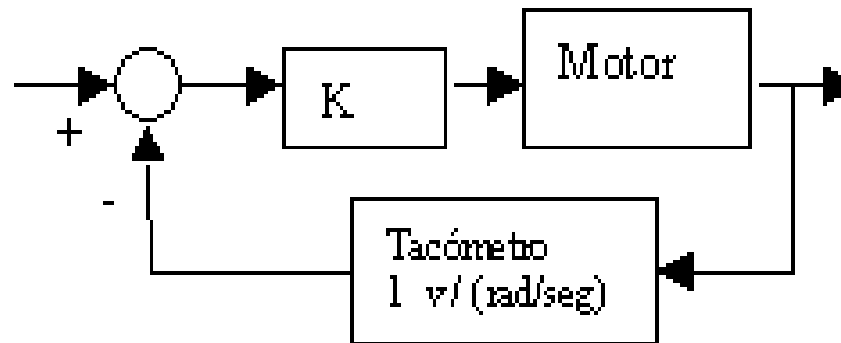 Motor
K
+
-
Tacómetro
1 v/(rad/seg)